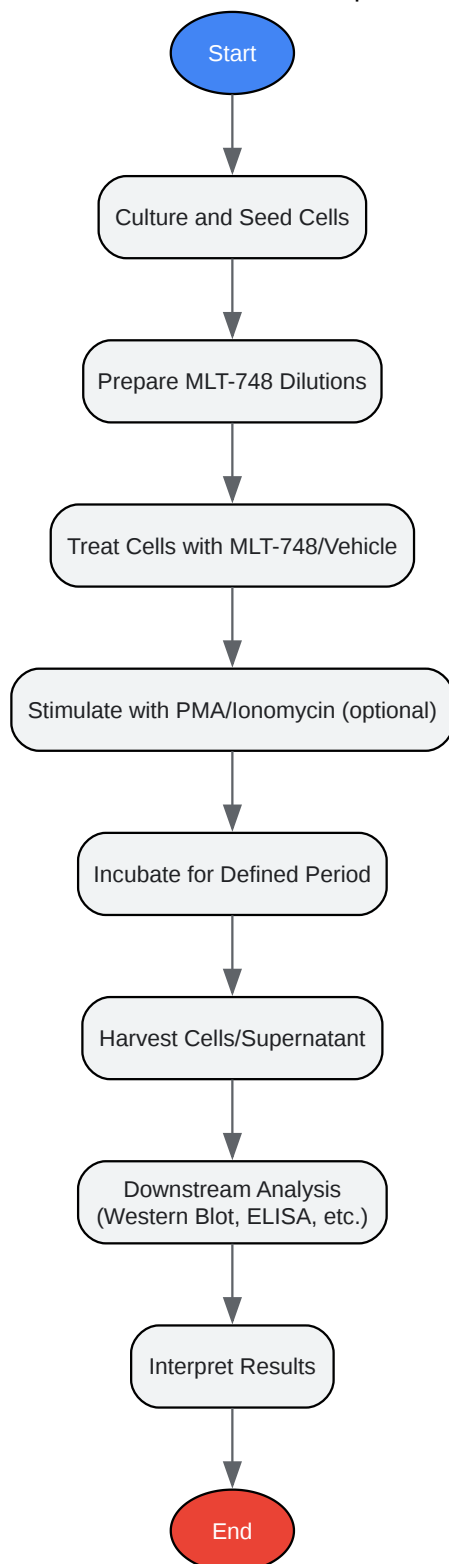 Start
Culture and Seed Cells
Prepare MLT-748 Dilutions
Treat Cells with MLT-748/Vehicle
Stimulate with PMA/Ionomycin (optional)
Incubate for Defined Period
Harvest Cells/Supernatant
Downstream Analysis
(Western Blot, ELISA, etc.)
Interpret Results
End